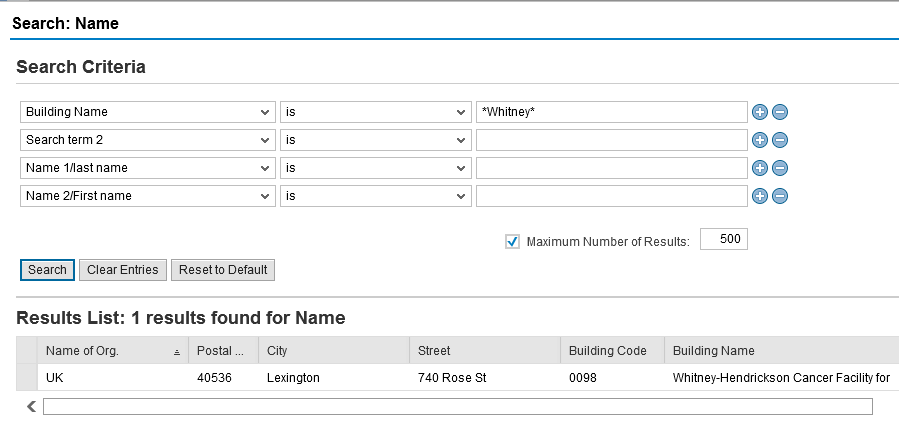 Search: Name
Search Criteria
Building Name is *Whitney*
Search term 2 is
Name 1/last name is
Name 2/First name is
Maximum Number of Results: 500
Search Clear Entries Reset to Default
Results List: 1 results found for Name
Name of Org. Postal ... City Street Building Code Building Name
UK 40536 Lexington 740 Rose St 0098 Whitney-Hendrickson Cancer Facility for